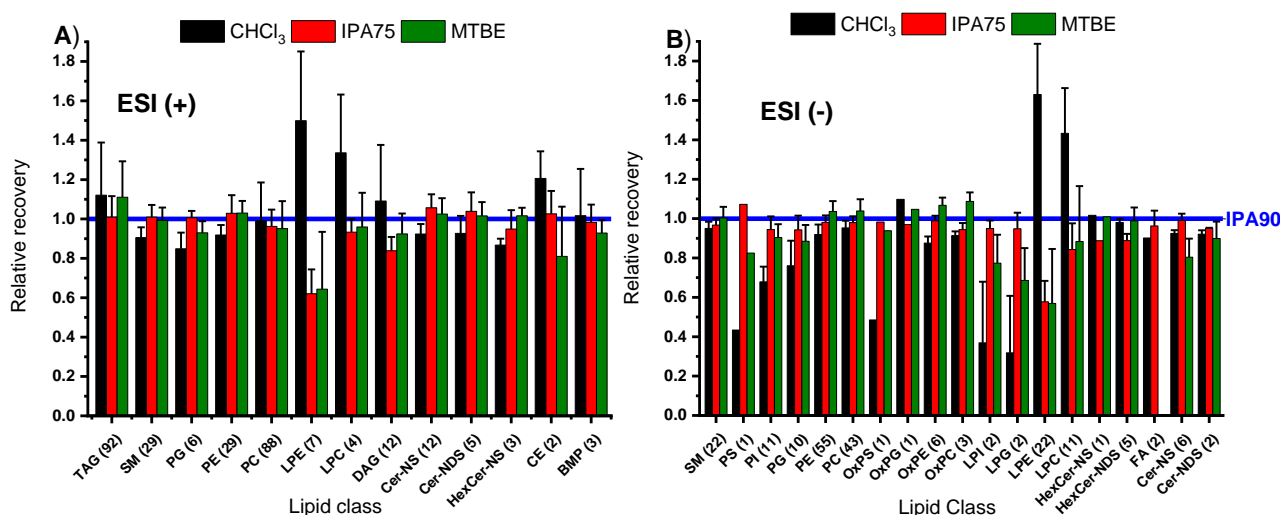 A)
CHCl₃ IPA75 MTBE
ESI (+)
Relative recovery
1.8
1.6
1.4
1.2
1.0
0.8
0.6
0.4
0.2
0.0
TAG (92)
SM (29)
PG (6)
PE (29)
PC (88)
LPE (7)
LPC (4)
DAG (12)
Cer-NS (12)
Cer-NDS (5)
HexCer-NS (3)
CE (2)
BMP (3)
Lipid class
B)
CHCl₃ IPA75 MTBE
ESI (-)
Relative recovery
1.8
1.6
1.4
1.2
1.0
0.8
0.6
0.4
0.2
0.0
IPA90
SM (22)
PS (1)
PI (11)
PG (10)
PE (55)
PC (43)
OxPS (1)
OxPG (1)
OxPE (6)
OxPC (3)
LPI (2)
LPG (2)
LPE (22)
LPC (11)
HexCer-NS (1)
HexCer-NDS (5)
FA (2)
Cer-NS (6)
Cer-NDS (2)
Lipid Class